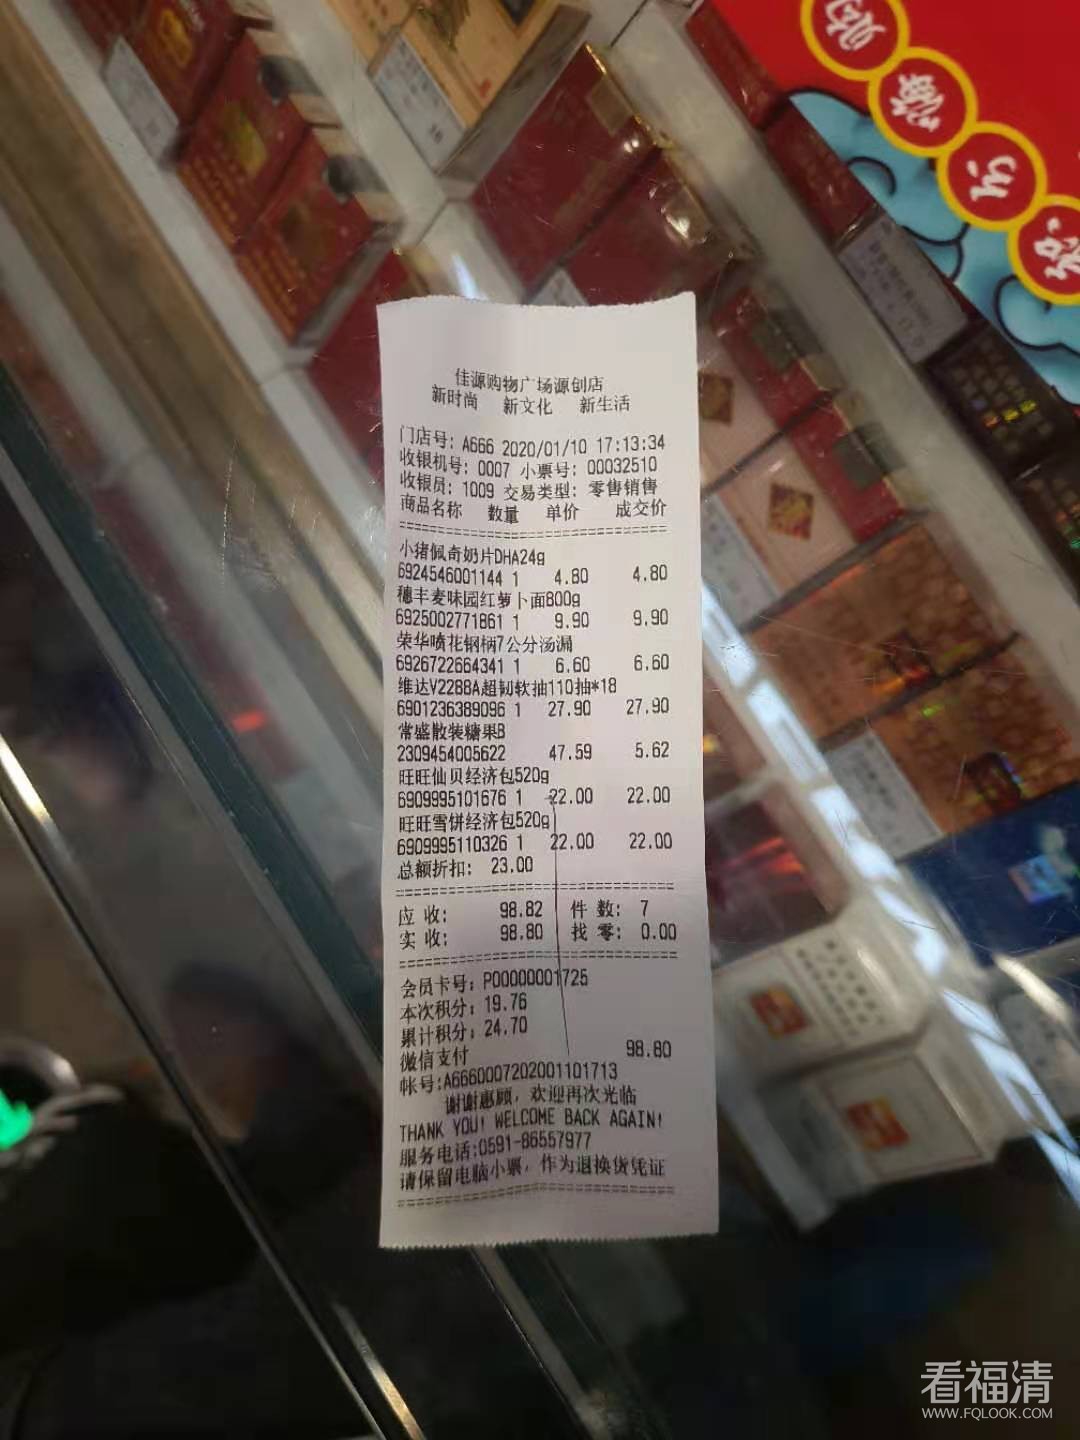 佳源购物广场源创店
新时尚 新文化 新生活
门店号: A666 2020/01/10 17:13:34
收银机号: 0007 小票号: 00032510
收银员: 1009 交易类型: 零售销售
商品名称 数量 单价 成交价
小猪佩奇奶片DHA24g
6924546001144 1 4.80 4.80
穗丰麦味园红萝卜面800g
6925002771861 1 9.90 9.90
荣华喷花钢柄7公分汤漏
6926722664341 1 6.60 6.60
维达V2288A超韧软抽110抽*18
6901236389096 1 27.90 27.90
常盛散装糖果B
2309454005622 47.59 5.62
旺旺仙贝经济包520g
6909995101676 1 22.00 22.00
旺旺雪饼经济包520g
6909995110326 1 22.00 22.00
总额折扣: 23.00
应 收: 98.82 件 数: 7
实 收: 98.80 找 零: 0.00
会员卡号: P00000001725
本次积分: 19.76
累计积分: 24.70
微信支付 98.80
帐号:A6660007202001101713
谢谢惠顾, 欢迎再次光临
THANK YOU! WELCOME BACK AGAIN!
服务电话:0591-86557977
请保留电脑小票, 作为退换货凭证
看福清
WWW.FQLOOK.COM